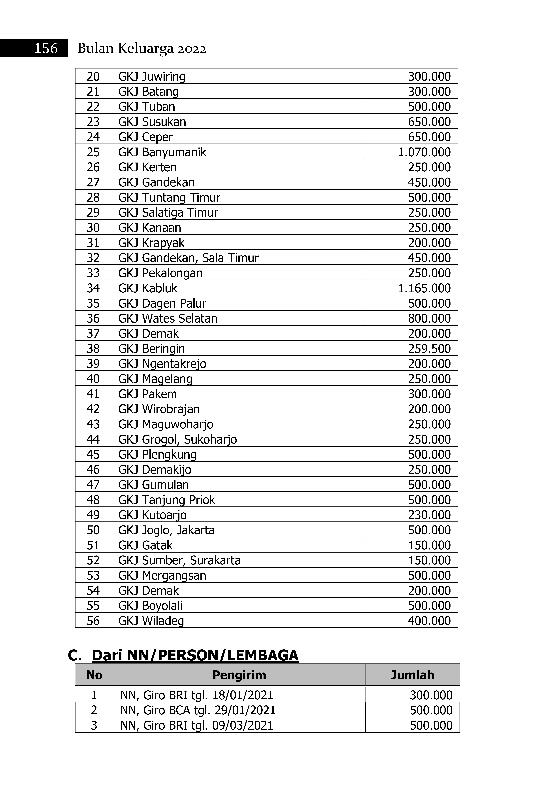 156 Bulan Keluarga 2022
20 GKJ Juwiring 300.000
21 GKJ Batang 300.000
22 GKJ Tuban 500.000
23 GKJ Susukan 650.000
24 GKJ Ceper 650.000
25 GKJ Banyumanik 1.070.000
26 GKJ Kerten 250.000
27 GKJ Gandekan 450.000
28 GKJ Tuntang Timur 500.000
29 GKJ Salatiga Timur 250.000
30 GKJ Kanaan 250.000
31 GKJ Krapyak 200.000
32 GKJ Gandekan, Sala Timur 450.000
33 GKJ Pekalongan 250.000
34 GKJ Kabluk 1.165.000
35 GKJ Dagen Palur 500.000
36 GKJ Wates Selatan 800.000
37 GKJ Demak 200.000
38 GKJ Beringin 259.500
39 GKJ Ngentakrejo 200.000
40 GKJ Magelang 250.000
41 GKJ Pakem 300.000
42 GKJ Wirobrajan 200.000
43 GKJ Maguwoharjo 250.000
44 GKJ Grogol, Sukoharjo 250.000
45 GKJ Plengkung 500.000
46 GKJ Demakijo 250.000
47 GKJ Gumulan 500.000
48 GKJ Tanjung Priok 500.000
49 GKJ Kutoarjo 230.000
50 GKJ Joglo, Jakarta 500.000
51 GKJ Gatak 150.000
52 GKJ Sumber, Surakarta 150.000
53 GKJ Mergangsan 500.000
54 GKJ Demak 200.000
55 GKJ Boyolali 500.000
56 GKJ Wiladeg 400.000
C. Dari NN/PERSON/LEMBAGA
No Pengirim Jumlah
1 NN, Giro BRI tgl. 18/01/2021 300.000
2 NN, Giro BCA tgl. 29/01/2021 500.000
3 NN, Giro BRI tgl. 09/03/2021 500.000